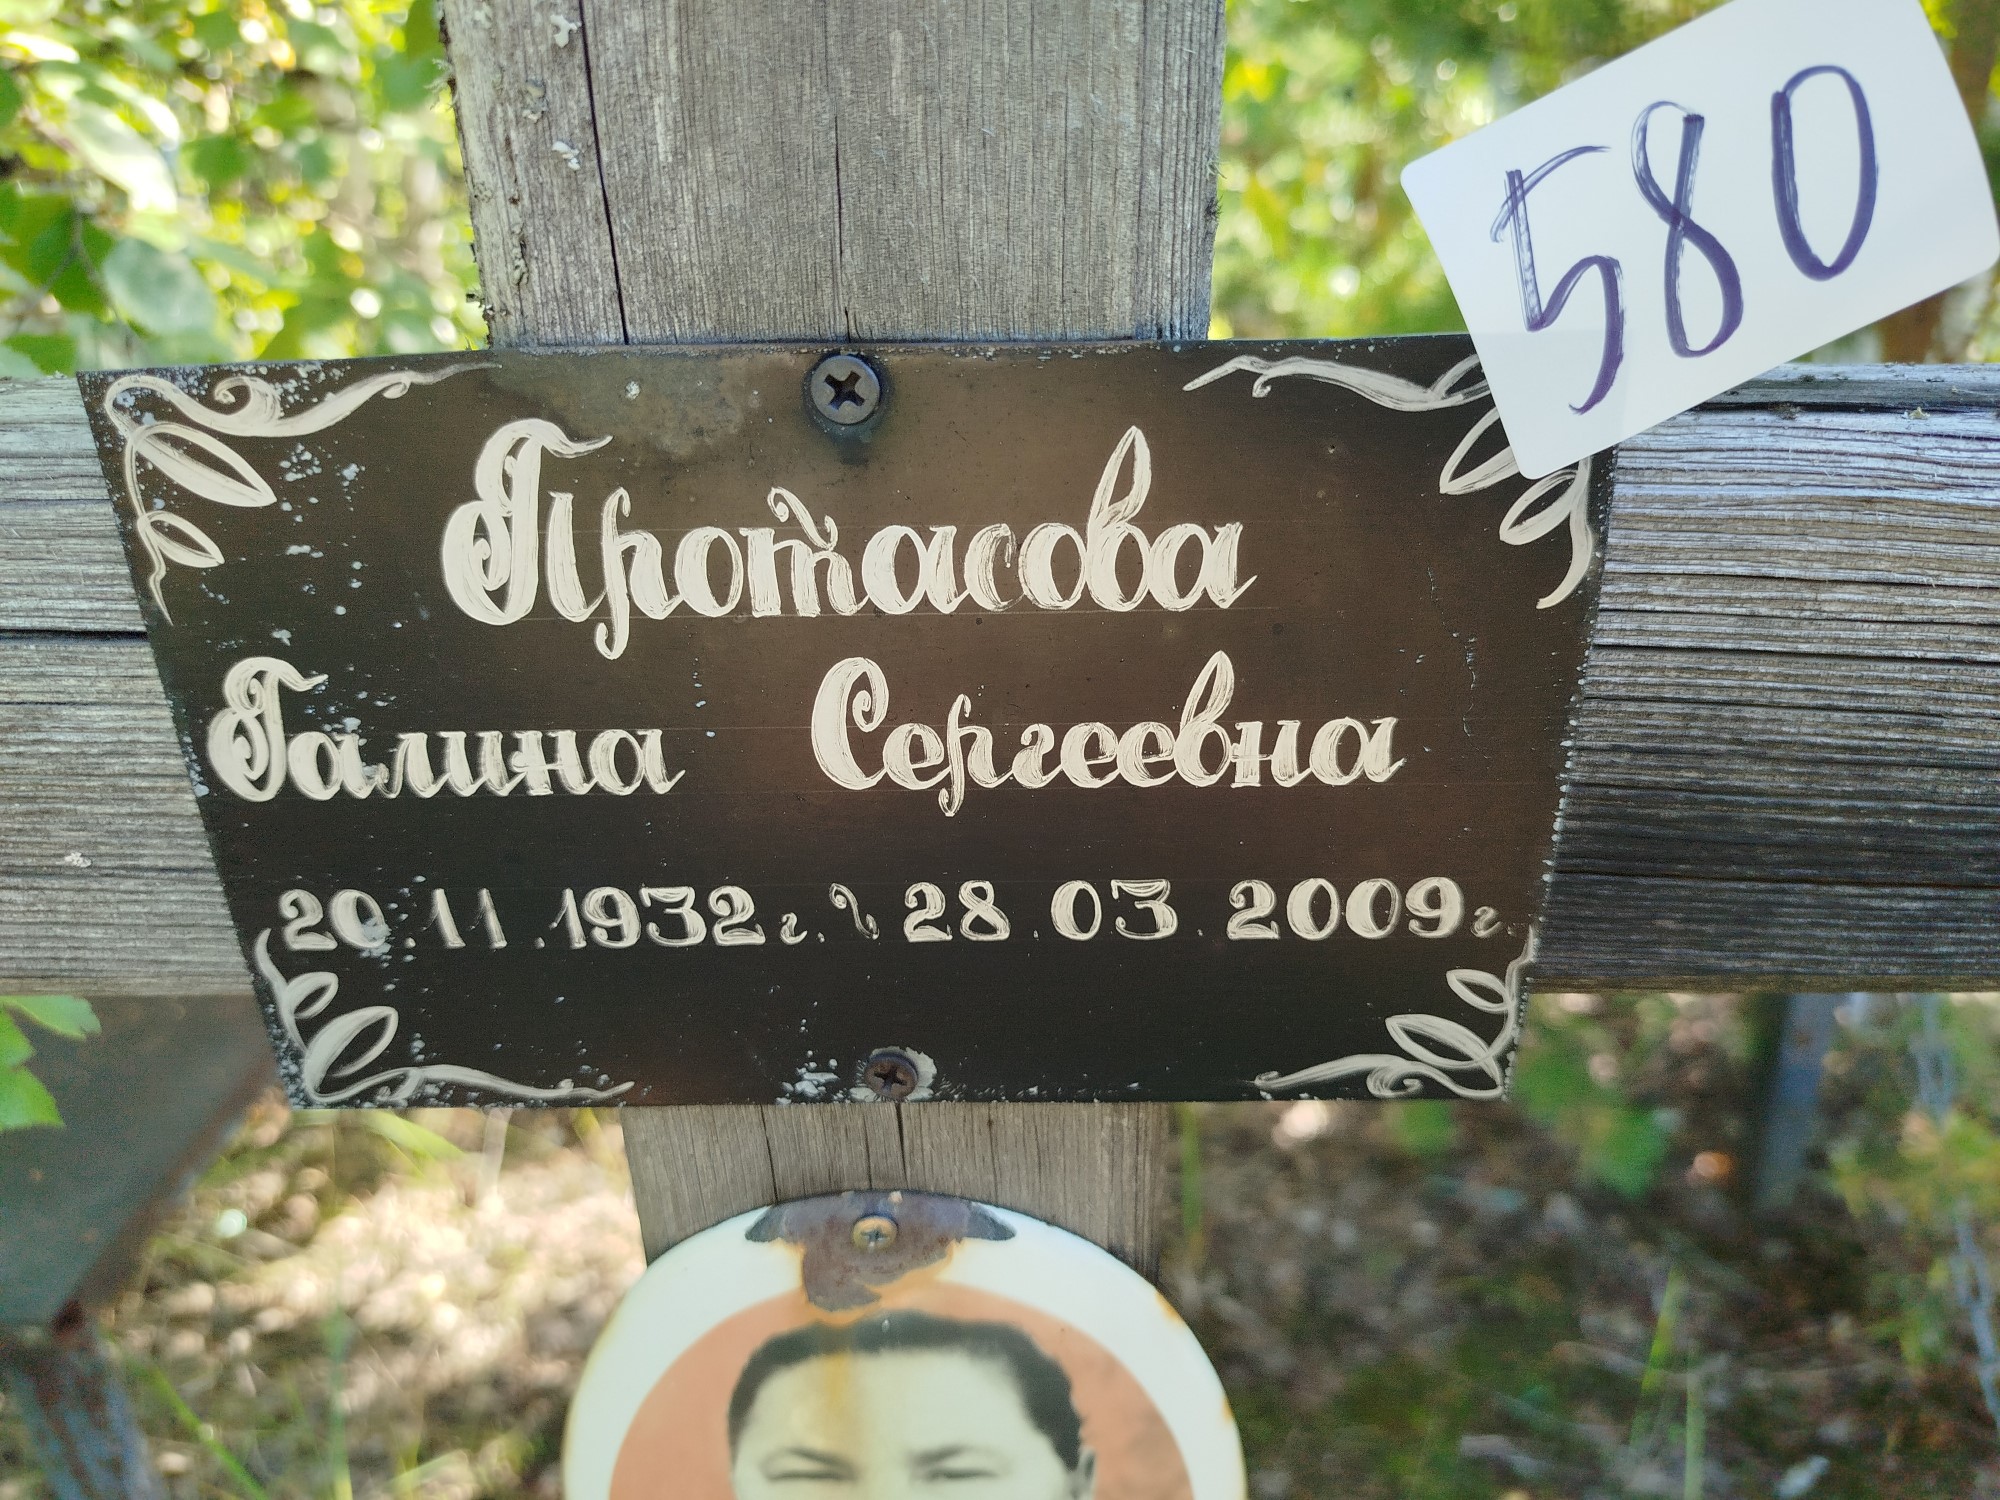 580
Протасова
Галина Сергеевна
20.11.1932г. ~ 28.03.2009г.